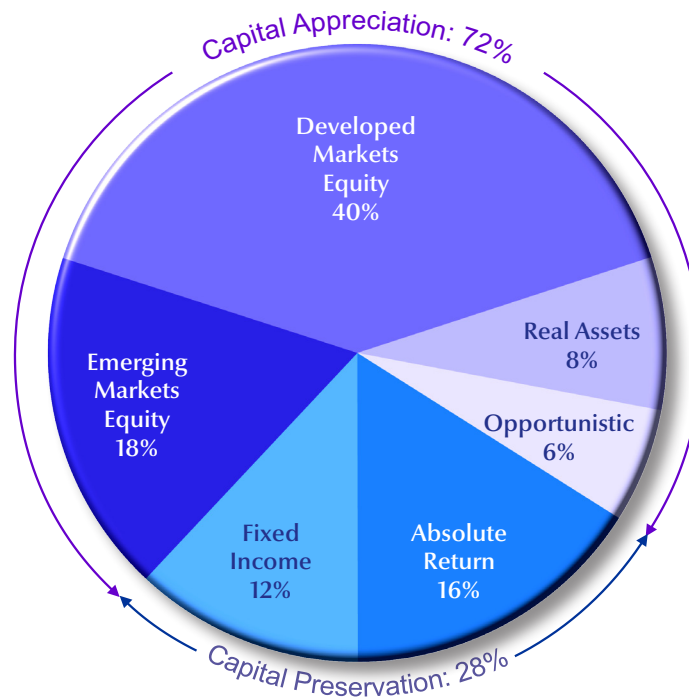 Capital Appreciation: 72%
Developed
Markets
Equity
40%
Real Assets
8%
Opportunistic
6%
Emerging
Markets
Equity
18%
Fixed
Income
12%
Absolute
Return
16%
Capital Preservation: 28%